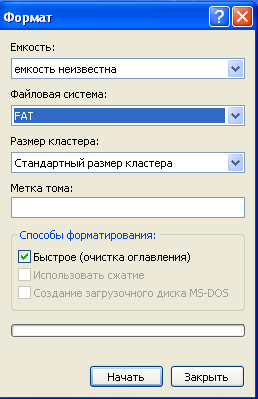 Формат
Емкость:
емкость неизвестна
Файловая система:
FAT
Размер кластера:
Стандартный размер кластера
Метка тома:
Способы форматирования:
Быстрое (очистка оглавления)
Использовать сжатие
Создание загрузочного диска MS-DOS
Начать
Закрыть